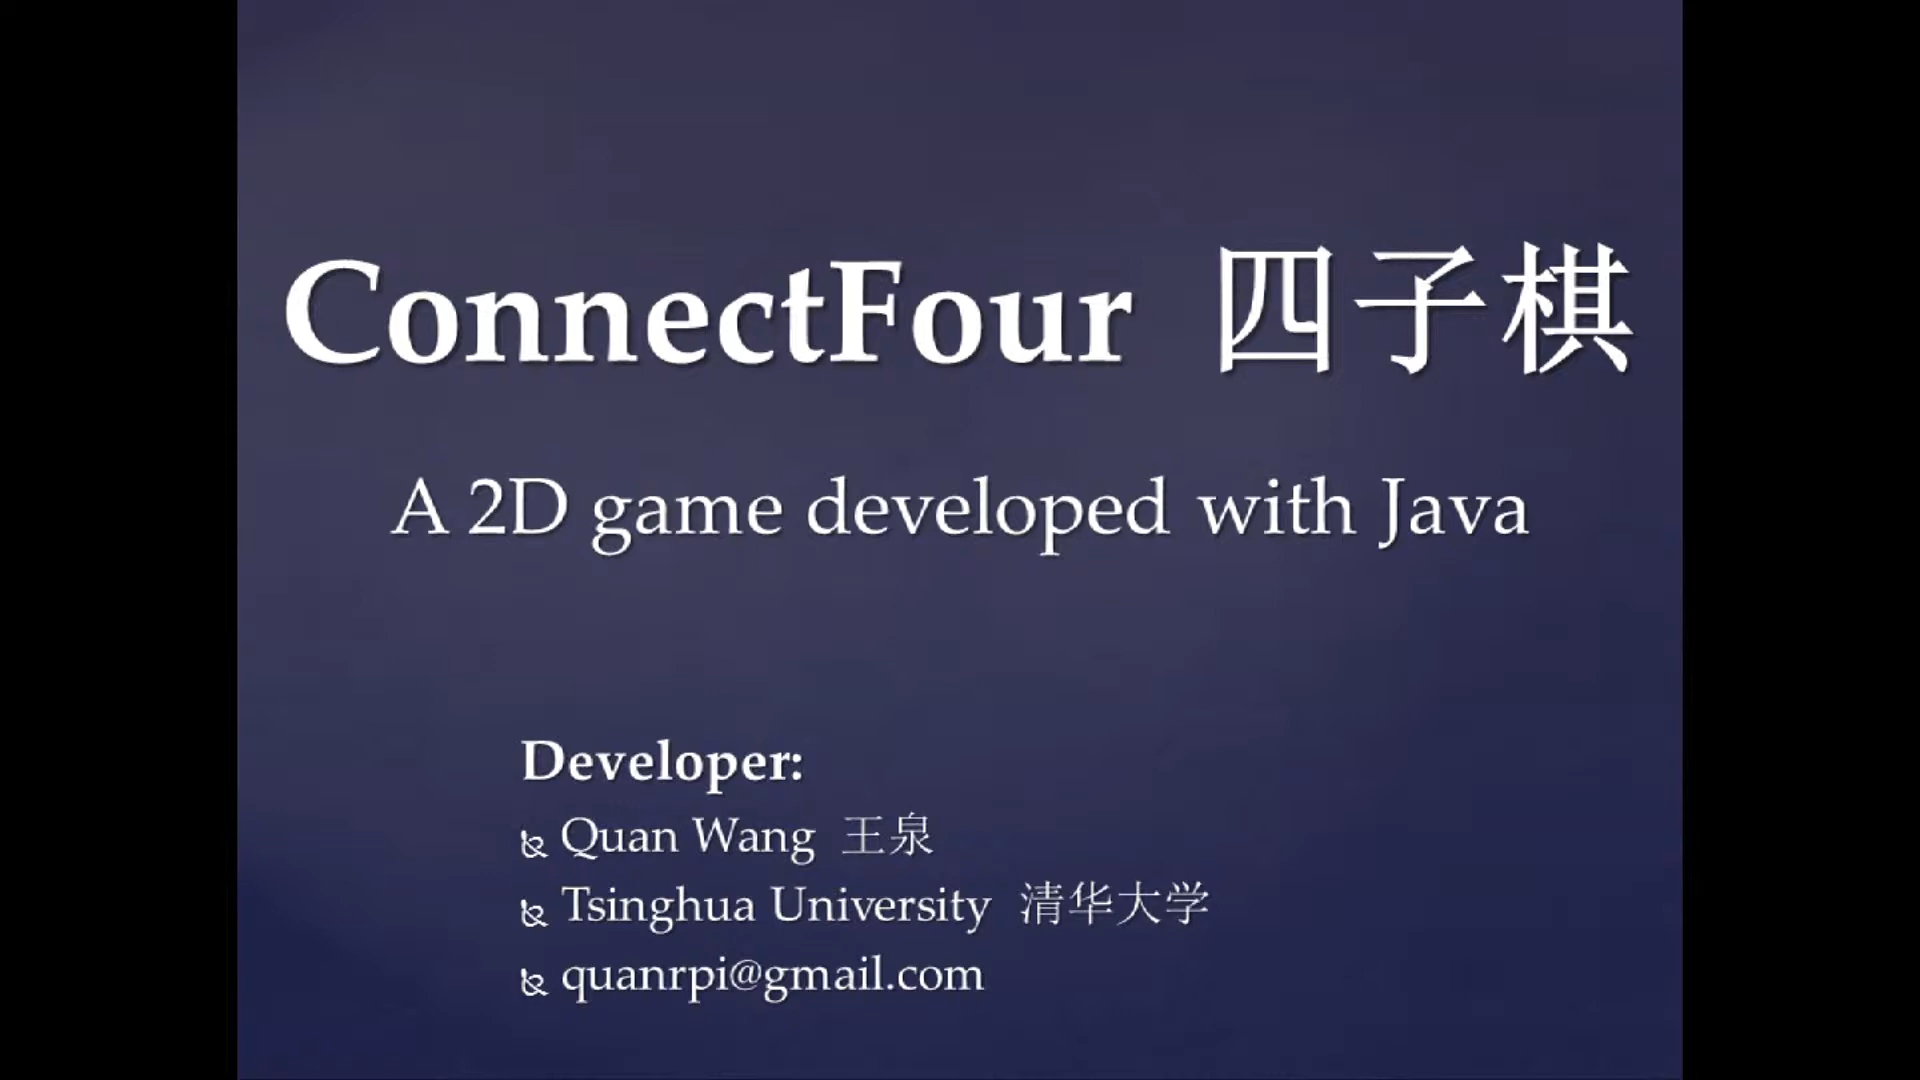 ConnectFour 四子棋
A 2D game developed with Java
Developer:
Quan Wang 王泉
Tsinghua University 清华大学
quanrpi@gmail.com